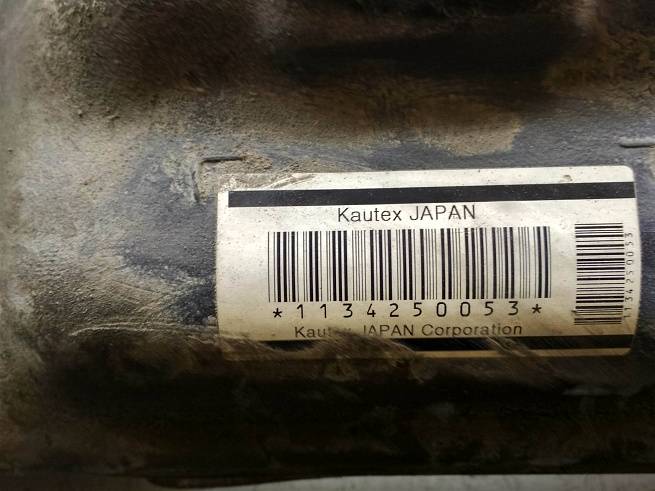 Kautex JAPAN
*1134250053*
Kautex JAPAN Corporation
1134250053